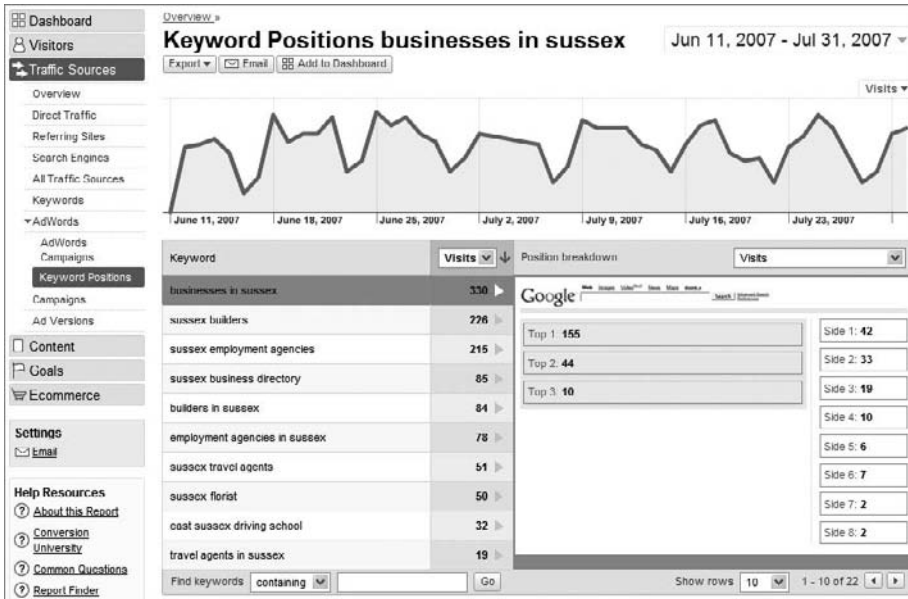 Dashboard
Visitors
Traffic Sources
Overview
Direct Traffic
Referring Sites
Search Engines
All Traffic Sources
Keywords
AdWords
AdWords
Campaigns
Keyword Positions
Campaigns
Ad Versions
Content
Goals
Ecommerce
Settings
Email
Help Resources
About this Report
Conversion
University
Common Questions
Report Finder
Overview »
Keyword Positions businesses in sussex
Jun 11, 2007 - Jul 31, 2007
Export Email Add to Dashboard
Visits
June 11, 2007 June 18, 2007 June 25, 2007 July 2, 2007 July 9, 2007 July 16, 2007 July 23, 2007
Keyword Visits
businesses in sussex 330
sussex builders 226
sussex employment agencies 215
sussex business directory 85
builders in sussex 84
employment agencies in sussex 78
sussex travel agents 51
sussex florist 50
east sussex driving school 32
travel agents in sussex 19
Position breakdown Visits
Google Web Images News Maps
Search
Top 1: 155
Top 2: 44
Top 3: 10
Side 1: 42
Side 2: 33
Side 3: 19
Side 4: 10
Side 5: 6
Side 6: 7
Side 7: 2
Side 8: 2
Find keywords containing Go
Show rows 10 1 - 10 of 22